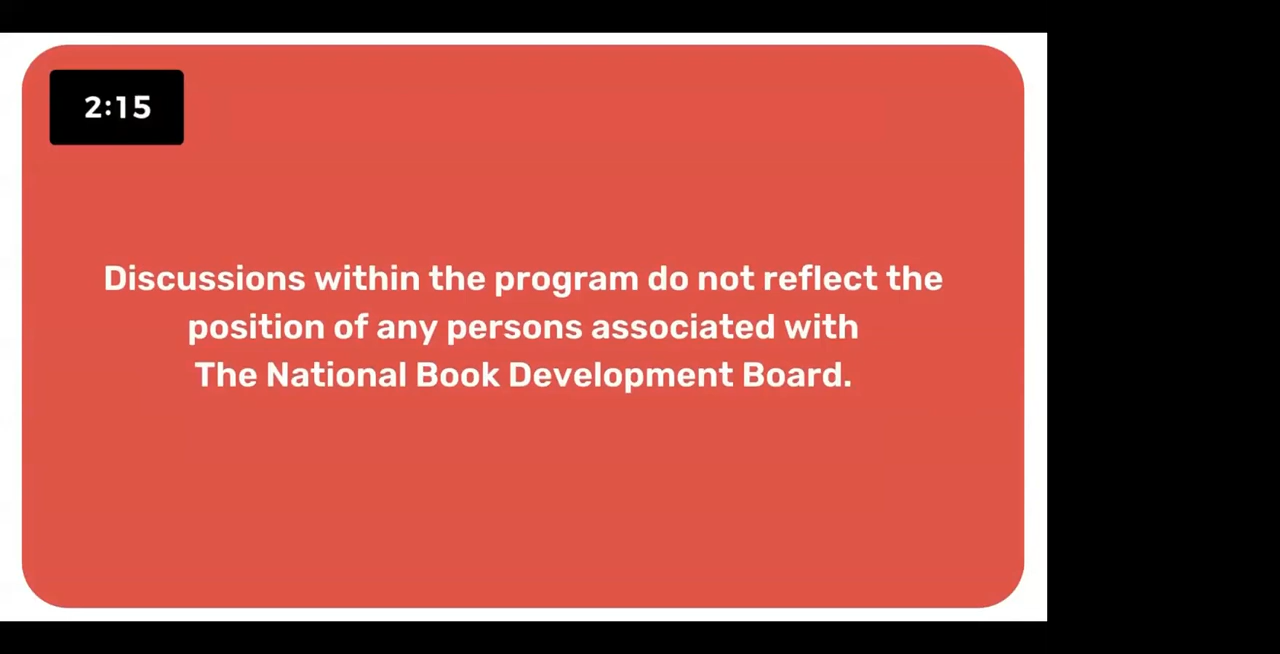 2:15
Discussions within the program do not reflect the
position of any persons associated with
The National Book Development Board.